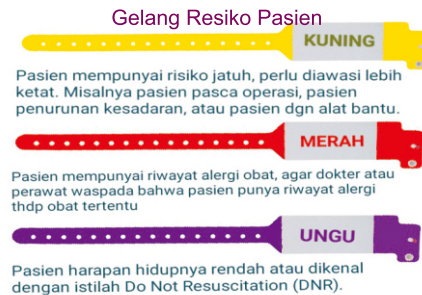 Gelang Resiko Pasien
KUNING
Pasien mempunyai risiko jatuh, perlu diawasi lebih
ketat. Misalnya pasien pasca operasi, pasien
penurunan kesadaran, atau pasien dgn alat bantu.
MERAH
Pasien mempunyai riwayat alergi obat, agar dokter atau
perawat waspada bahwa pasien punya riwayat alergi
thdp obat tertentu
UNGU
Pasien harapan hidupnya rendah atau dikenal
dengan istilah Do Not Resuscitation (DNR).